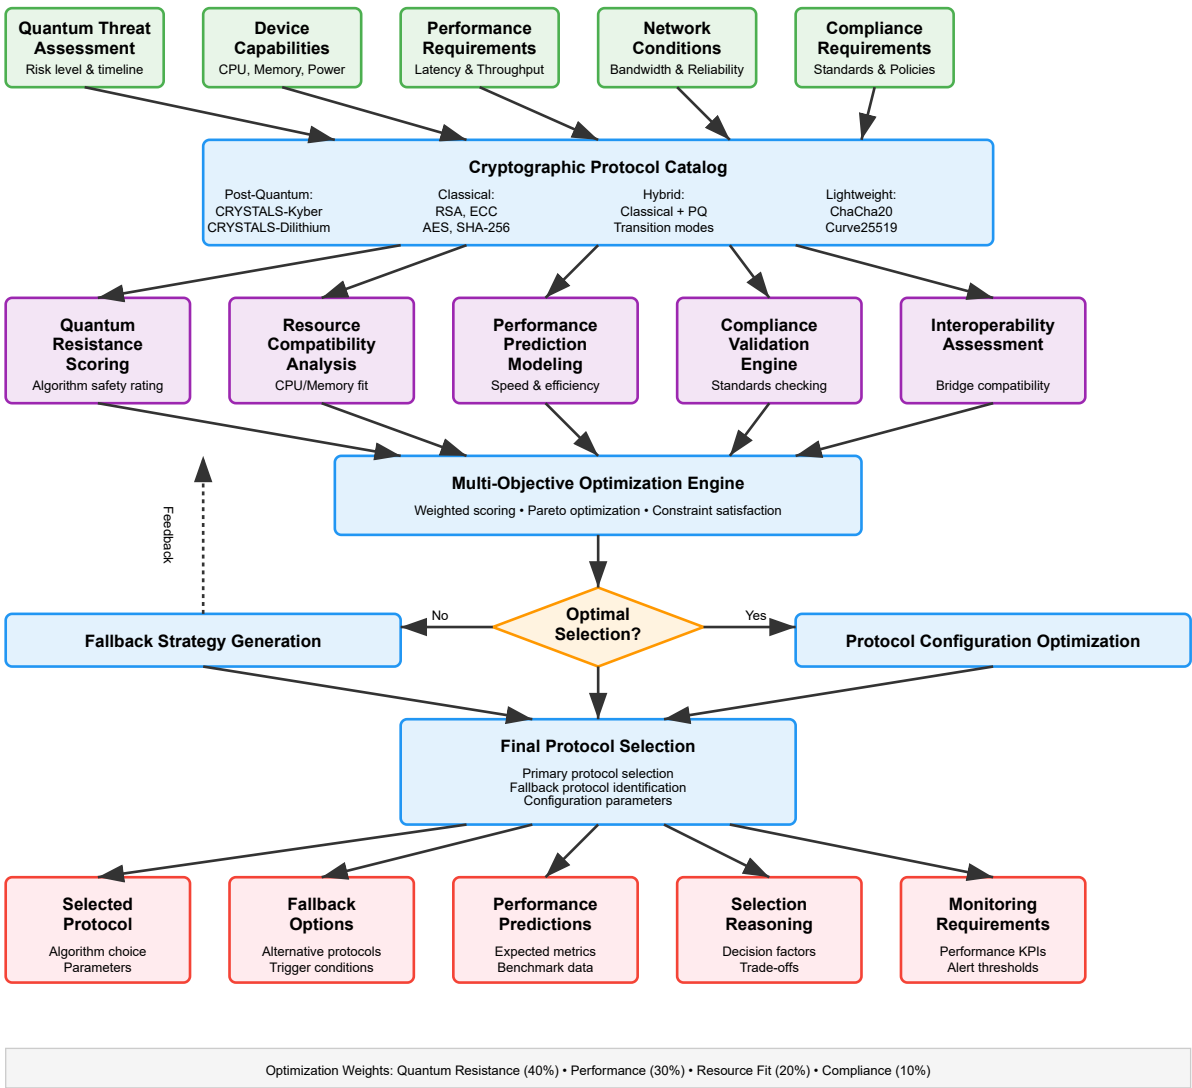 Quantum Threat
Assessment
Risk level & timeline
Device
Capabilities
CPU, Memory, Power
Performance
Requirements
Latency & Throughput
Network
Conditions
Bandwidth & Reliability
Compliance
Requirements
Standards & Policies
Cryptographic Protocol Catalog
Post-Quantum:
CRYSTALS-Kyber
CRYSTALS-Dilithium
Classical:
RSA, ECC
AES, SHA-256
Hybrid:
Classical + PQ
Transition modes
Lightweight:
ChaCha20
Curve25519
Quantum
Resistance
Scoring
Algorithm safety rating
Resource
Compatibility
Analysis
CPU/Memory fit
Performance
Prediction
Modeling
Speed & efficiency
Compliance
Validation
Engine
Standards checking
Interoperability
Assessment
Bridge compatibility
Multi-Objective Optimization Engine
Weighted scoring • Pareto optimization • Constraint satisfaction
Feedback
Optimal
Selection?
No
Yes
Fallback Strategy Generation
Protocol Configuration Optimization
Final Protocol Selection
Primary protocol selection
Fallback protocol identification
Configuration parameters
Selected
Protocol
Algorithm choice
Parameters
Fallback
Options
Alternative protocols
Trigger conditions
Performance
Predictions
Expected metrics
Benchmark data
Selection
Reasoning
Decision factors
Trade-offs
Monitoring
Requirements
Performance KPIs
Alert thresholds
Optimization Weights: Quantum Resistance (40%) • Performance (30%) • Resource Fit (20%) • Compliance (10%)